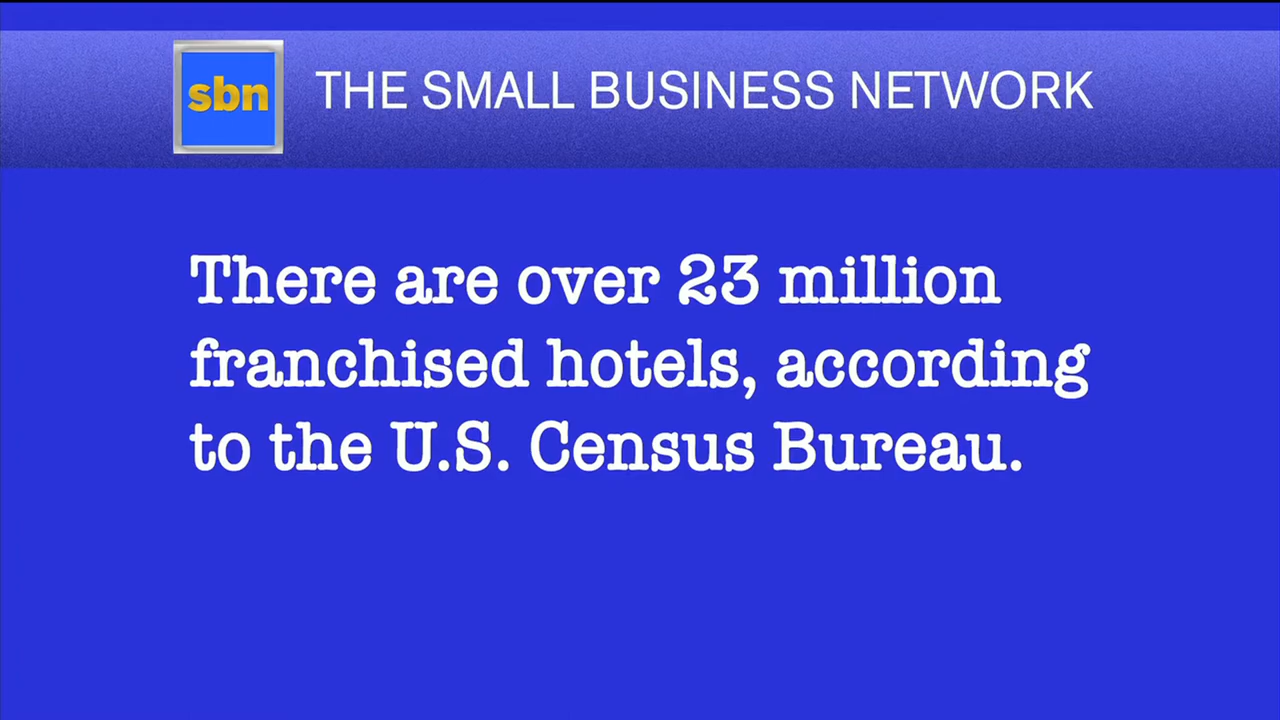 sbn
THE SMALL BUSINESS NETWORK
There are over 23 million
franchised hotels, according
to the U.S. Census Bureau.